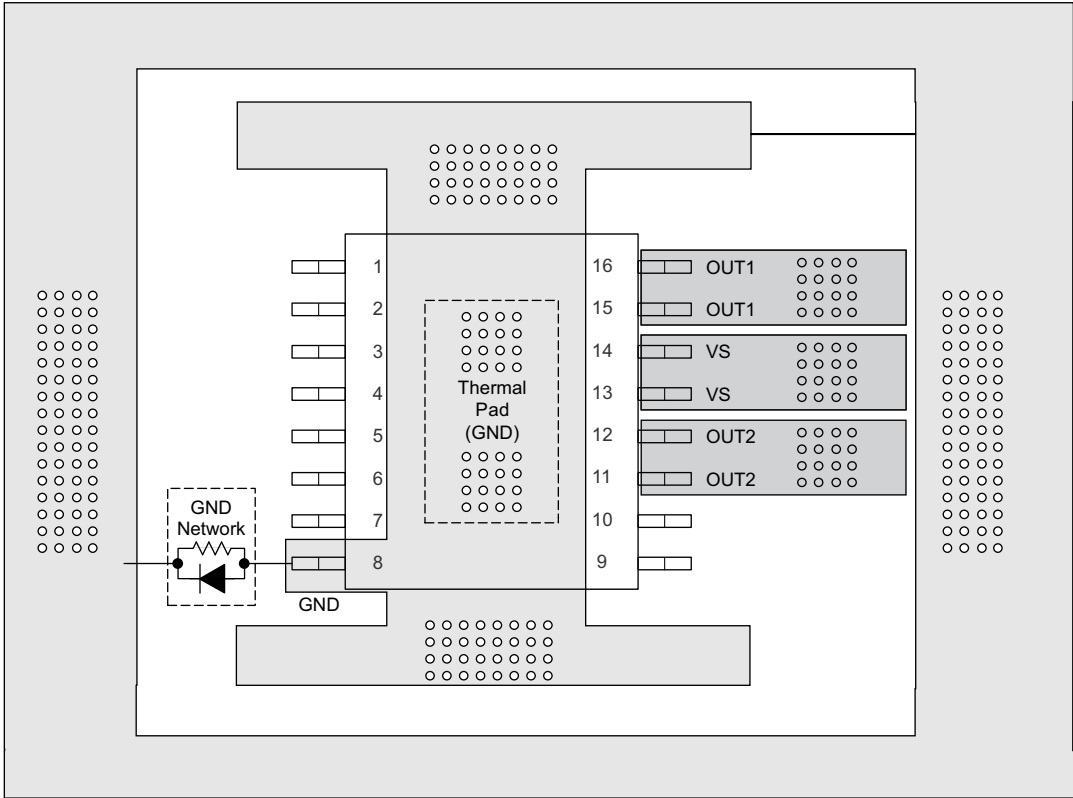 1
2
3
4
5
6
7
8
16
15
14
13
12
11
10
9
OUT1
OUT1
VS
VS
OUT2
OUT2
Thermal
Pad
(GND)
GND
Network
GND